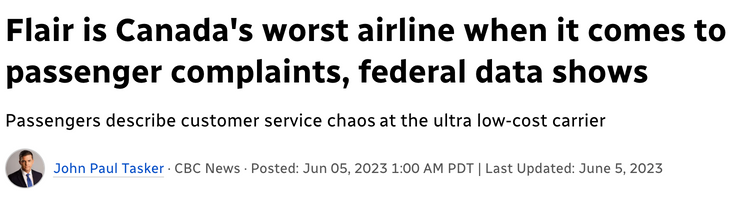 Flair is Canada's worst airline when it comes to
passenger complaints, federal data shows
Passengers describe customer service chaos at the ultra low-cost carrier
John Paul Tasker · CBC News · Posted: Jun 05, 2023 1:00 AM PDT | Last Updated: June 5, 2023